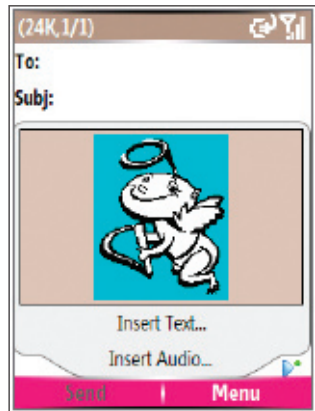 (24K,1/1)
To:
Subj:
Insert Text...
Insert Audio...
Send Menu